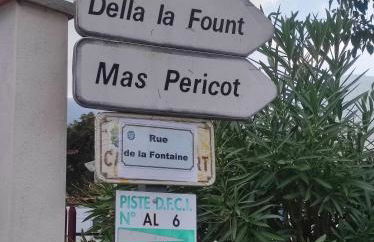 Della la Fount
Mas Pericot
Rue
de la Fontaine
PISTE D.F.C.I.
N° AL 6